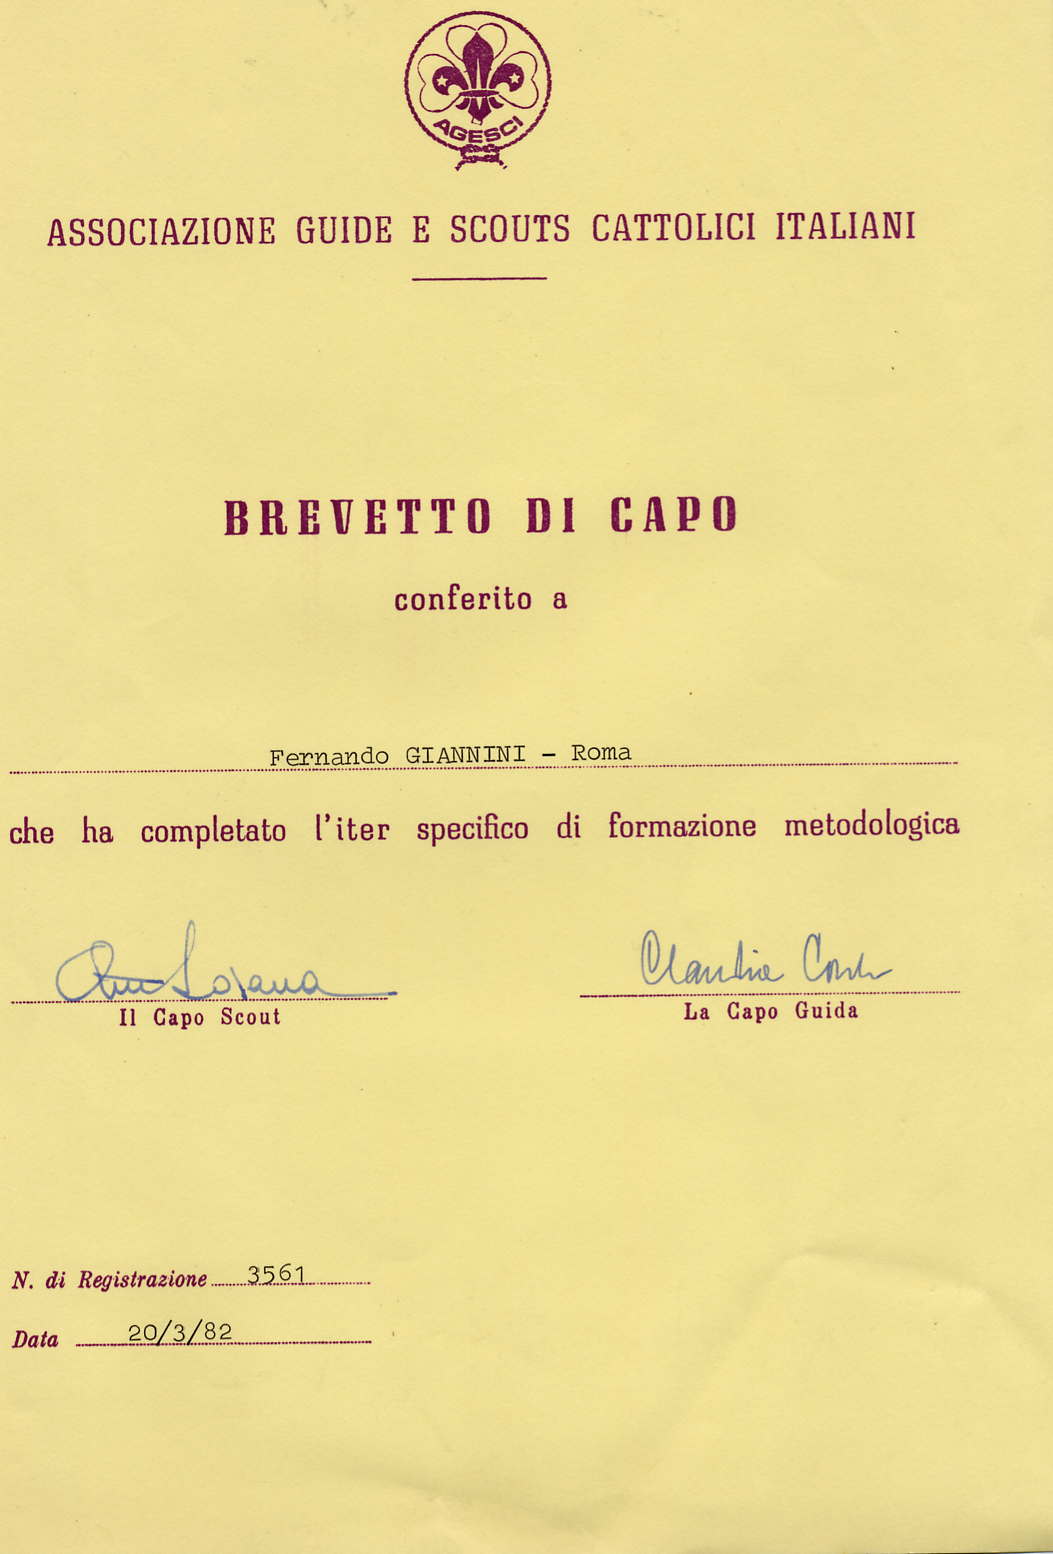 AGESCI
ASSOCIAZIONE GUIDE E SCOUTS CATTOLICI ITALIANI
BREVETTO DI CAPO
conferito a
Fernando GIANNINI - Roma
che ha completato l'iter specifico di formazione metodologica
Claudia
Il Capo Scout
La Capo Guida
N. di Registrazione 3561
Data 20/3/82